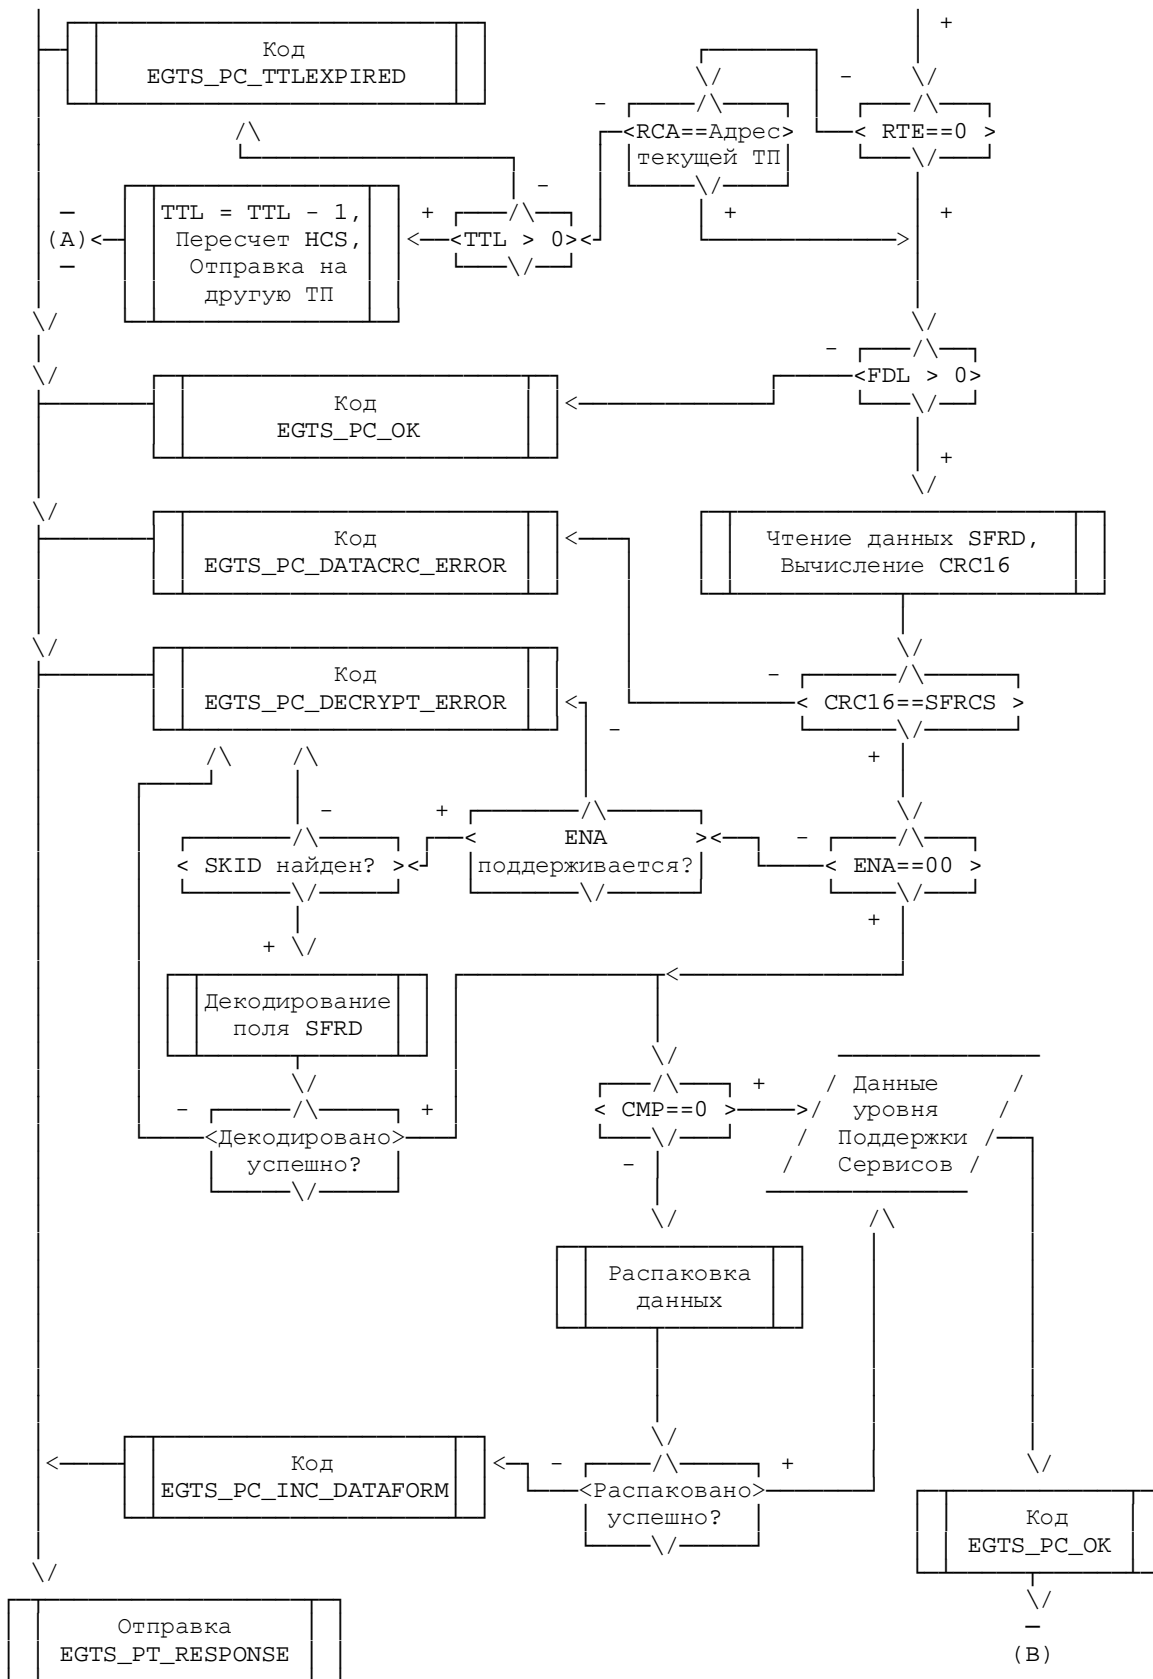 +
Код
EGTS_PC_TTLEXPIRED
-
-
<RCA==Адрес>
текущей ТП
< RTE==0 >
-
+
+
TTL = TTL - 1,
Пересчет HCS,
Отправка на
другую ТП
(A)<
+
<TTL > 0><
-
<FDL > 0>
Код
EGTS_PC_OK
+
Код
EGTS_PC_DATACRC_ERROR
Чтение данных SFRD,
Вычисление CRC16
Код
EGTS_PC_DECRYPT_ERROR
-
< CRC16==SFRCS >
-
+
-
+
< SKID найден? ><
< ENA ><
поддерживается?
-
< ENA==00 >
+
+
Декодирование
поля SFRD
-
+
<Декодировано>
успешно?
+
< CMP==0 >
-
Данные
уровня
Поддержки
Сервисов
Распаковка
данных
Код
EGTS_PC_INC_DATAFORM
-
+
<Распаковано>
успешно?
Код
EGTS_PC_OK
Отправка
EGTS_PT_RESPONSE
(B)